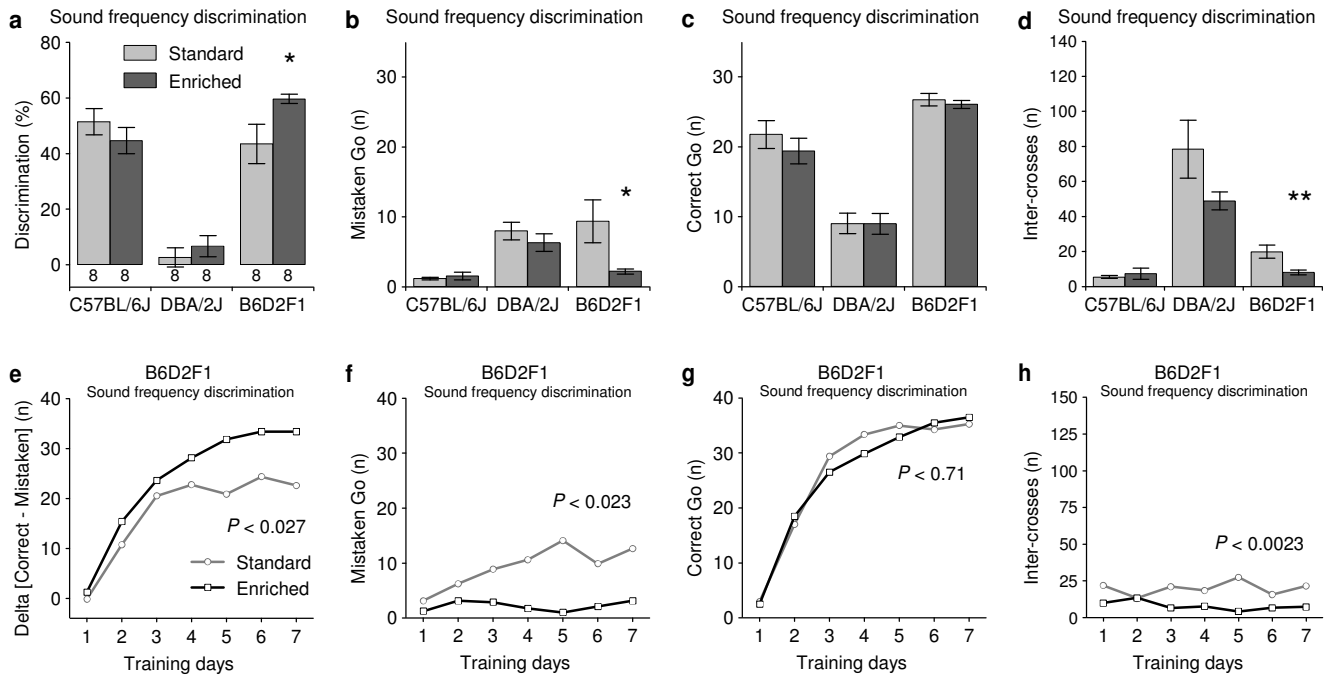 a
Sound frequency discrimination
Discrimination (%)
80
60
40
20
0
Standard
Enriched
*
8 8 8 8 8 8
C57BL/6J DBA/2J B6D2F1
b
Sound frequency discrimination
Mistaken Go (n)
30
20
10
0
*
C57BL/6J DBA/2J B6D2F1
c
Sound frequency discrimination
Correct Go (n)
30
20
10
0
C57BL/6J DBA/2J B6D2F1
d
Sound frequency discrimination
Inter-crosses (n)
140
120
100
80
60
40
20
0
**
C57BL/6J DBA/2J B6D2F1
e
B6D2F1
Sound frequency discrimination
Delta [Correct - Mistaken] (n)
40
30
20
10
0
P < 0.027
Standard
Enriched
1 2 3 4 5 6 7
Training days
f
B6D2F1
Sound frequency discrimination
Mistaken Go (n)
40
30
20
10
0
P < 0.023
1 2 3 4 5 6 7
Training days
g
B6D2F1
Sound frequency discrimination
Correct Go (n)
40
30
20
10
0
P < 0.71
1 2 3 4 5 6 7
Training days
h
B6D2F1
Sound frequency discrimination
Inter-crosses (n)
150
125
100
75
50
25
0
P < 0.0023
1 2 3 4 5 6 7
Training days